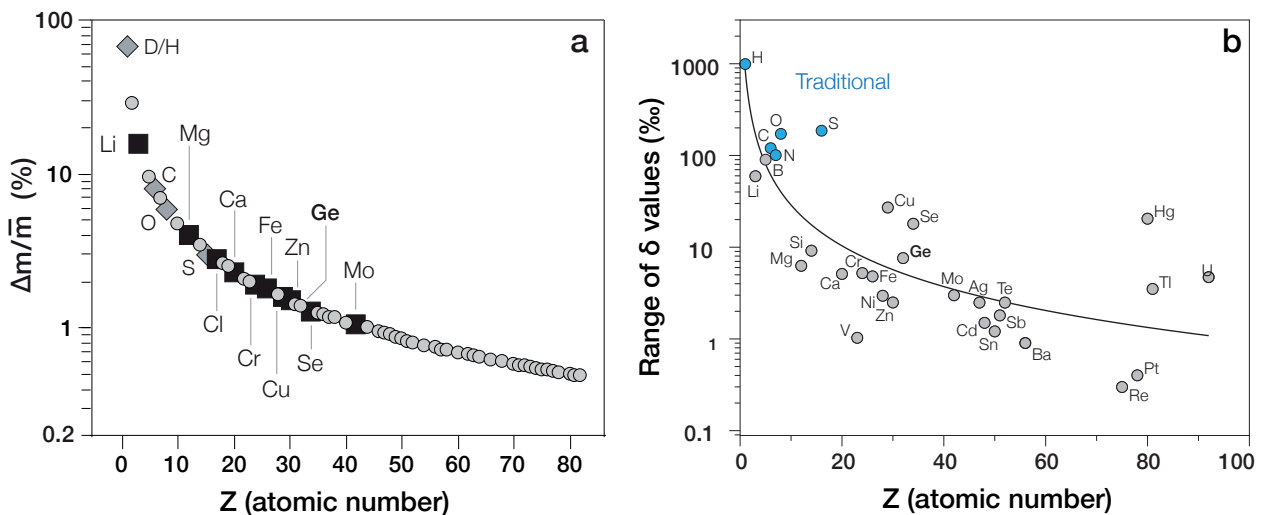 a
100
10
1
0.2
Δm/m̅ (%)
D/H
Li
Mg
C
O
S
Ca
Fe
Ge
Zn
Mo
Cl
Cr
Cu
Se
0 10 20 30 40 50 60 70 80
Z (atomic number)
b
1000
100
10
1
0.1
Range of δ values (‰)
Traditional
H
O
S
C
N
B
Li
Cu
Se
Hg
Si
Mg
Ge
Cr
Ca
Fe
U
Tl
Mo
Ag
Te
Ni
Zn
V
Cd
Sb
Sn
Ba
Pt
Re
0 20 40 60 80 100
Z (atomic number)